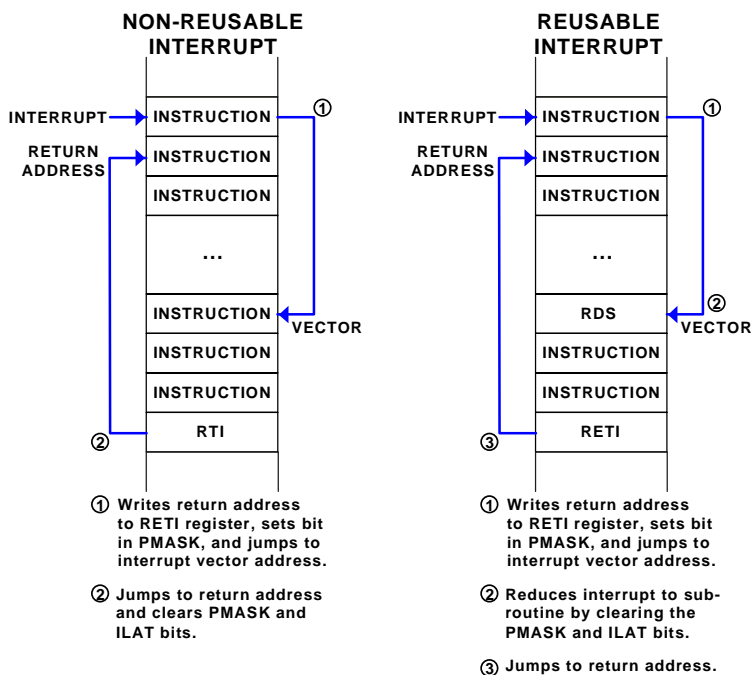 NON-REUSABLE
INTERRUPT
INTERRUPT
INSTRUCTION
①
RETURN
ADDRESS
INSTRUCTION
INSTRUCTION
...
INSTRUCTION
VECTOR
INSTRUCTION
INSTRUCTION
②
RTI
① Writes return address
to RETI register, sets bit
in PMASK, and jumps to
interrupt vector address.
② Jumps to return address
and clears PMASK and
ILAT bits.
REUSABLE
INTERRUPT
INTERRUPT
INSTRUCTION
①
RETURN
ADDRESS
INSTRUCTION
INSTRUCTION
...
RDS
②
VECTOR
INSTRUCTION
INSTRUCTION
③
RETI
① Writes return address
to RETI register, sets bit
in PMASK, and jumps to
interrupt vector address.
② Reduces interrupt to sub-
routine by clearing the
PMASK and ILAT bits.
③ Jumps to return address.